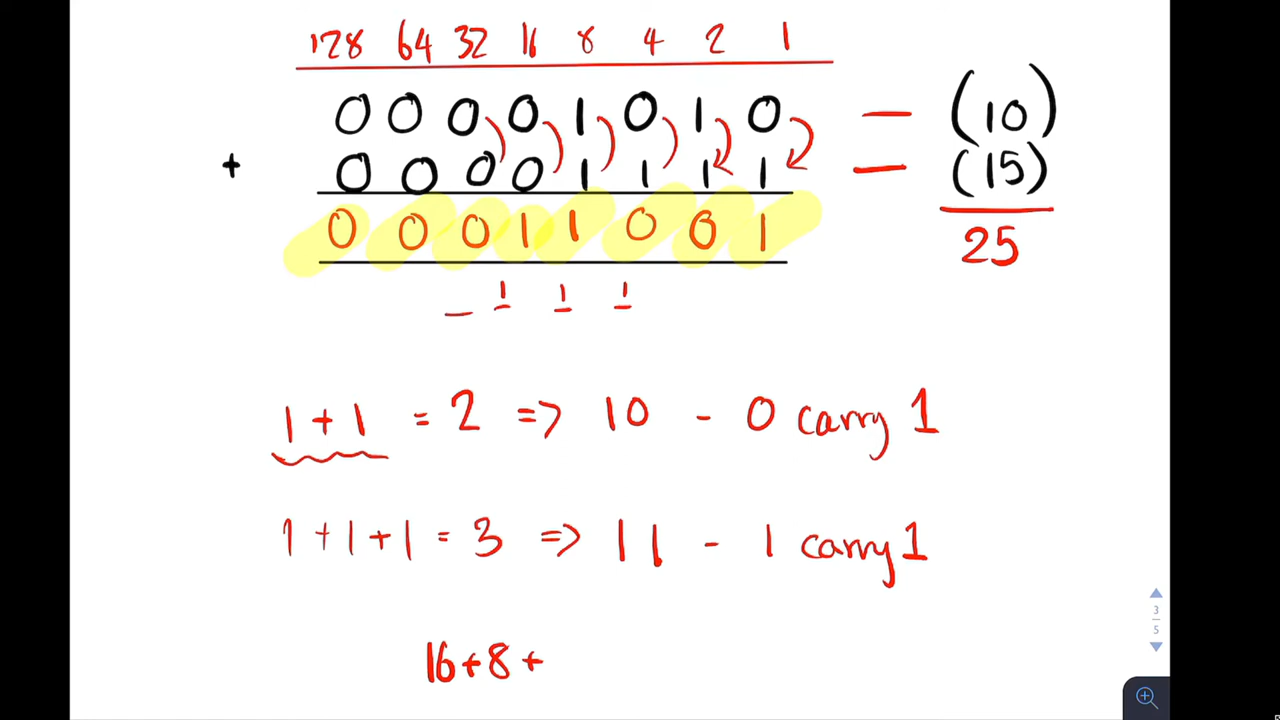 128 64 32 16 8 4 2 1
0 0 0 0 1 0 1 0 - (10)
+ 0 0 0 0 1 1 1 1 - (15)
0 0 0 1 1 0 0 1 25
- 1 1 1
1 + 1 = 2 => 10 - 0 carry 1
1 + 1 + 1 = 3 => 11 - 1 carry 1
16 + 8 +
3
5